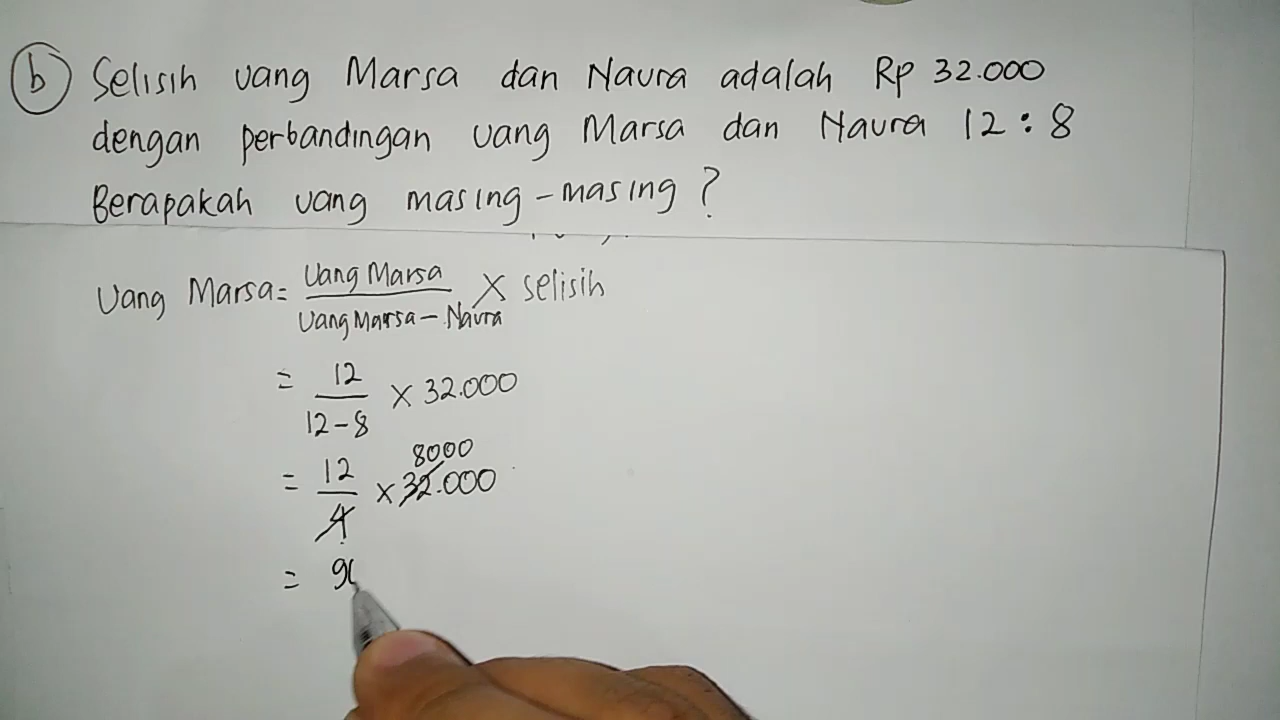 b Selisih uang Marsa dan Naura adalah Rp 32.000
dengan perbandingan uang Marsa dan Naura 12 : 8
Berapakah uang masing-masing ?
Uang Marsa = Uang Marsa / Uang Marsa - Naura × selisih
= 12 / 12-8 × 32.000
8000
= 12 / 4 × 32.000
= 9